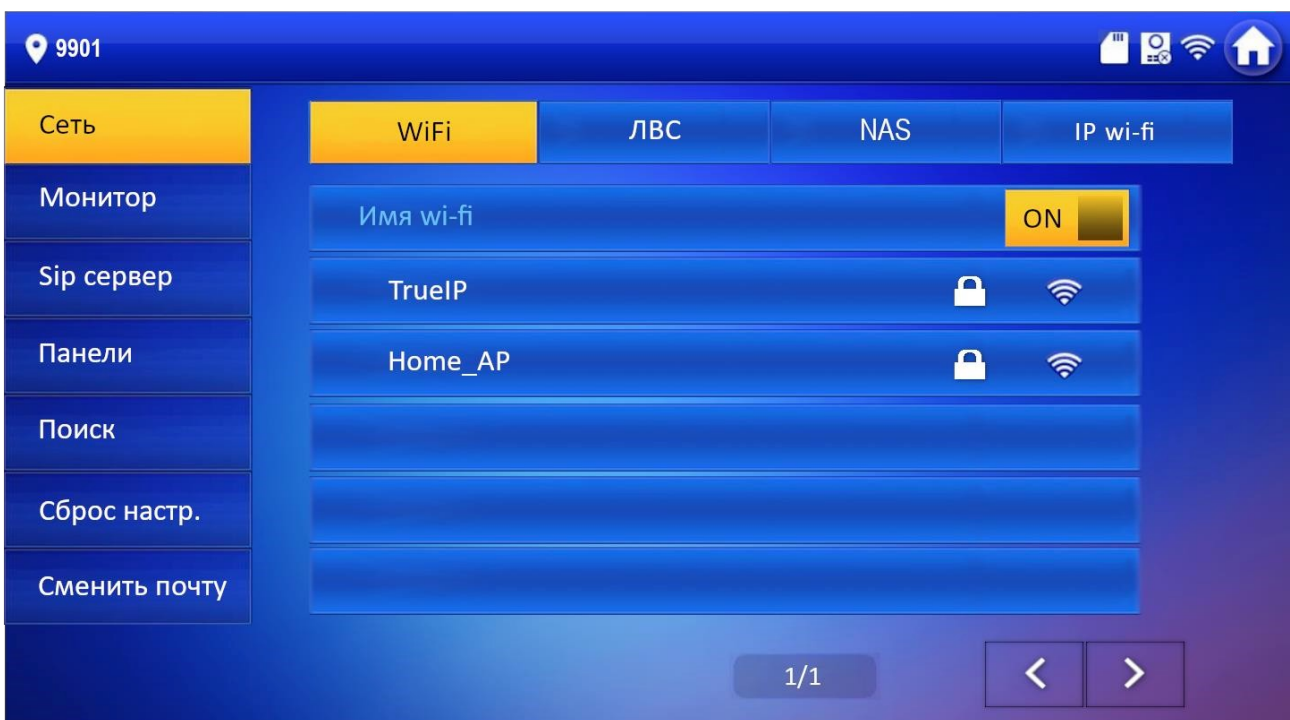 9901
Сеть
Монитор
Sip сервер
Панели
Поиск
Сброс настр.
Сменить почту
WiFi ЛВС NAS IP wi-fi
Имя wi-fi ON
TrueIP
Home_AP
1/1 < >